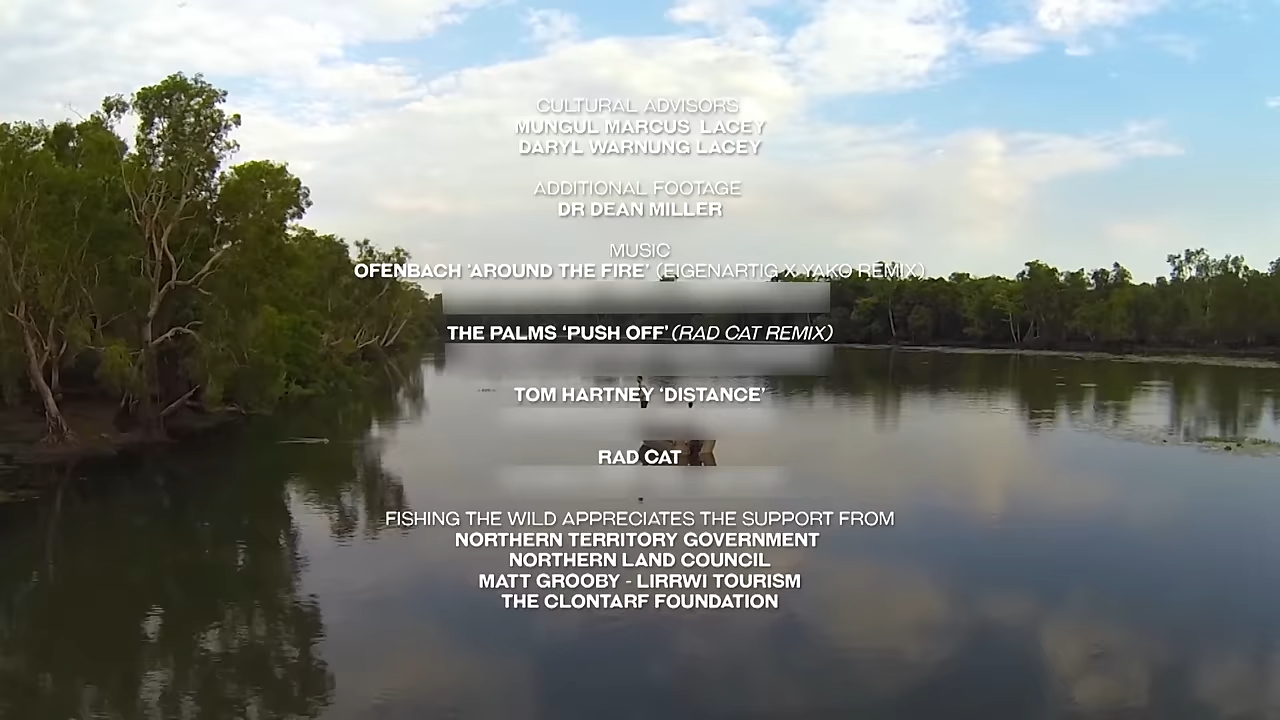 CULTURAL ADVISORS
MUNGUL MARCUS LACEY
DARYL WARNUNG LACEY
ADDITIONAL FOOTAGE
DR DEAN MILLER
MUSIC
OFENBACH 'AROUND THE FIRE' (EIGENARTIG X YAKO REMIX)
THE PALMS 'PUSH OFF' (RAD CAT REMIX)
TOM HARTNEY 'DISTANCE'
RAD CAT
FISHING THE WILD APPRECIATES THE SUPPORT FROM
NORTHERN TERRITORY GOVERNMENT
NORTHERN LAND COUNCIL
MATT GROOBY - LIRRWI TOURISM
THE CLONTARF FOUNDATION